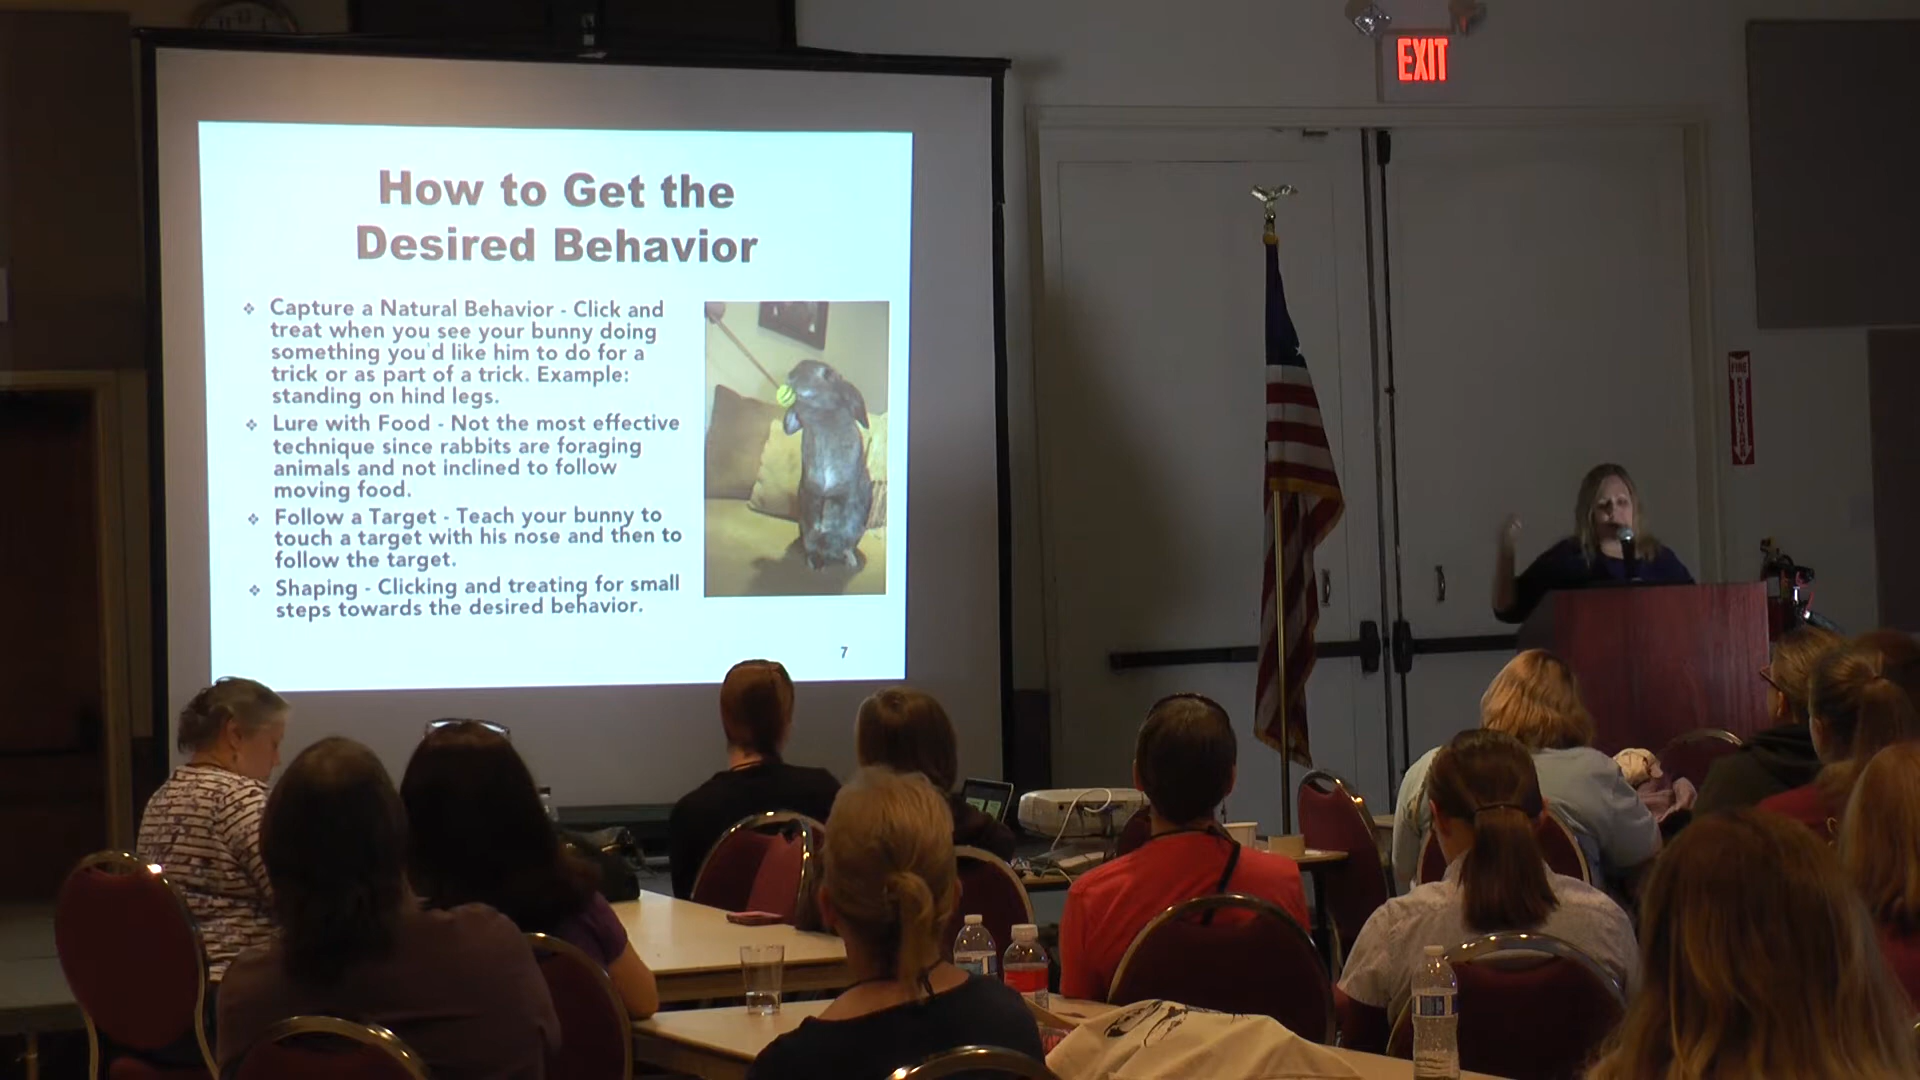 EXIT
How to Get the
Desired Behavior
❖ Capture a Natural Behavior - Click and
treat when you see your bunny doing
something you'd like him to do for a
trick or as part of a trick. Example:
standing on hind legs.
❖ Lure with Food - Not the most effective
technique since rabbits are foraging
animals and not inclined to follow
moving food.
❖ Follow a Target - Teach your bunny to
touch a target with his nose and then to
follow the target.
❖ Shaping - Clicking and treating for small
steps towards the desired behavior.
7
FIRE
EXTINGUISHER